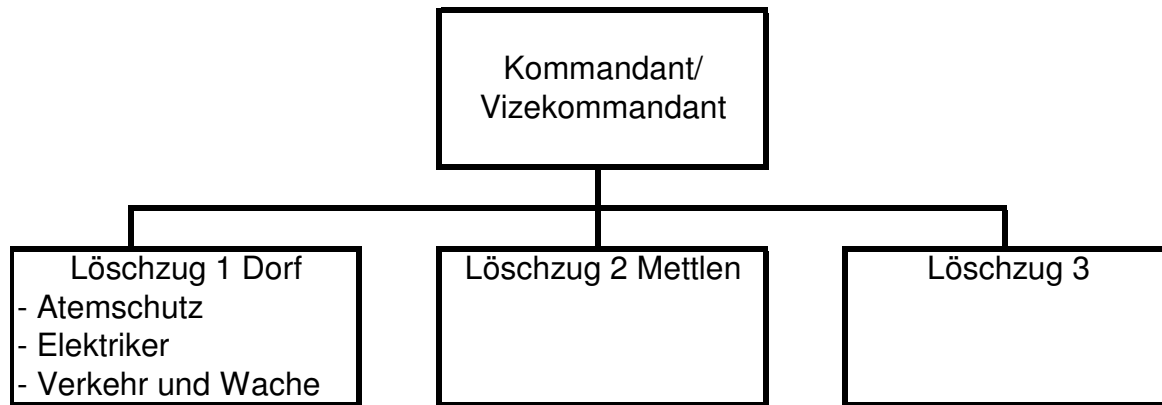 Kommandant/
Vizekommandant
Löschzug 1 Dorf
- Atemschutz
- Elektriker
- Verkehr und Wache
Löschzug 2 Mettlen
Löschzug 3